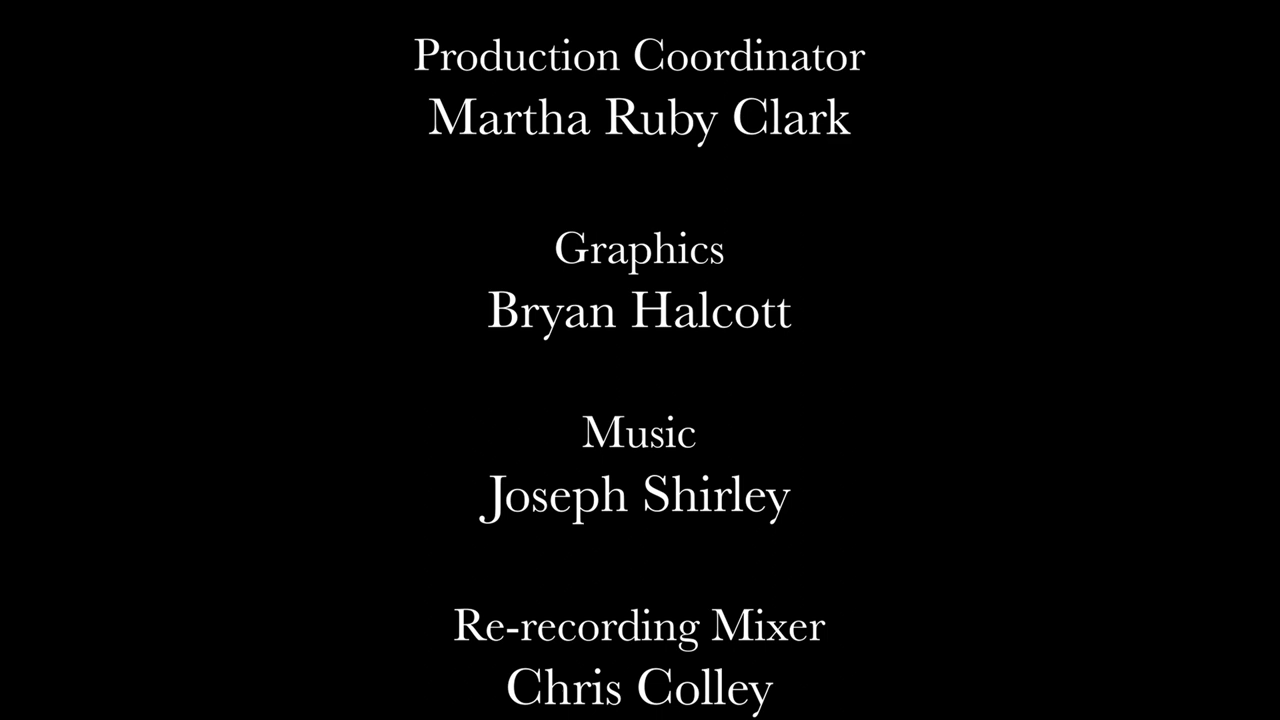 Production Coordinator
Martha Ruby Clark
Graphics
Bryan Halcott
Music
Joseph Shirley
Re-recording Mixer
Chris Colley